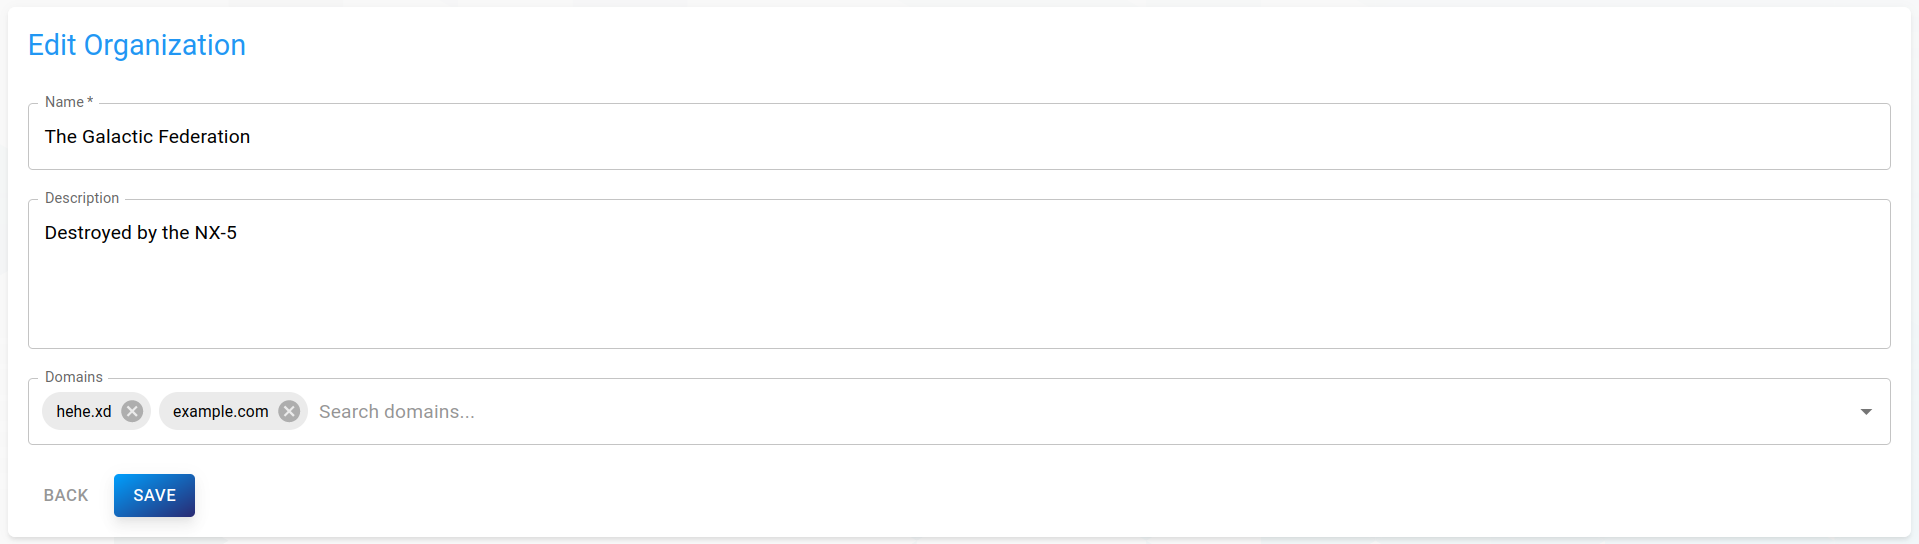 Edit Organization
Name *
The Galactic Federation
Description
Destroyed by the NX-5
Domains
hehe.xd example.com Search domains...
BACK SAVE